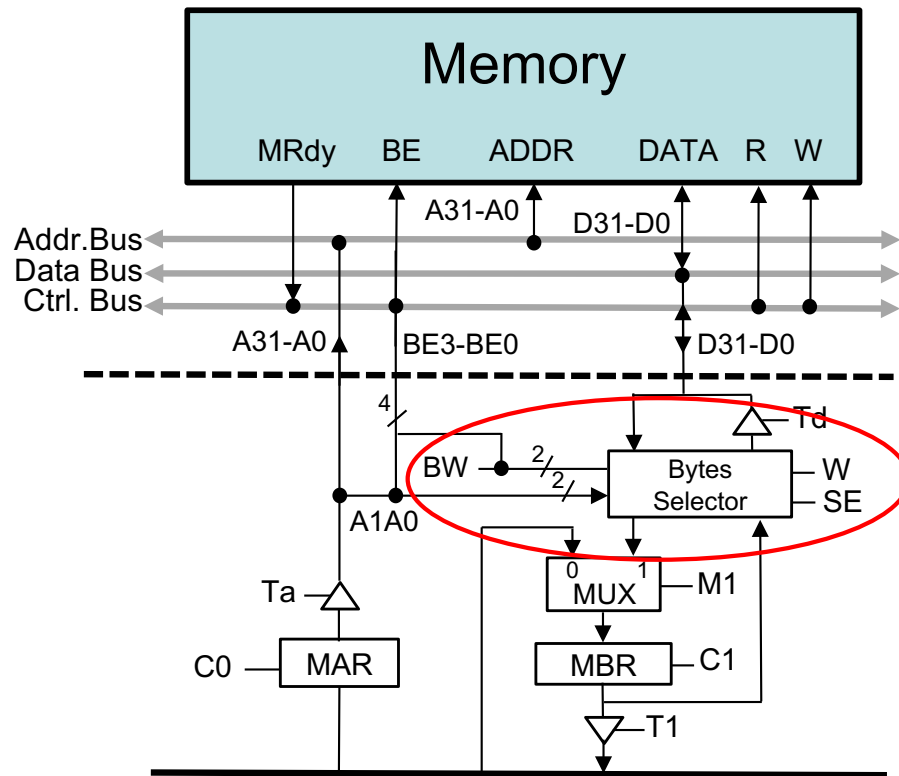 Memory
MRdy BE ADDR DATA R W
A31-A0
D31-D0
Addr.Bus
Data Bus
Ctrl. Bus
A31-A0 BE3-BE0 D31-D0
4
Td
BW 2
2
Bytes
Selector
W
SE
A1A0
0 1
MUX
M1
Ta
C0 MAR
MBR C1
T1